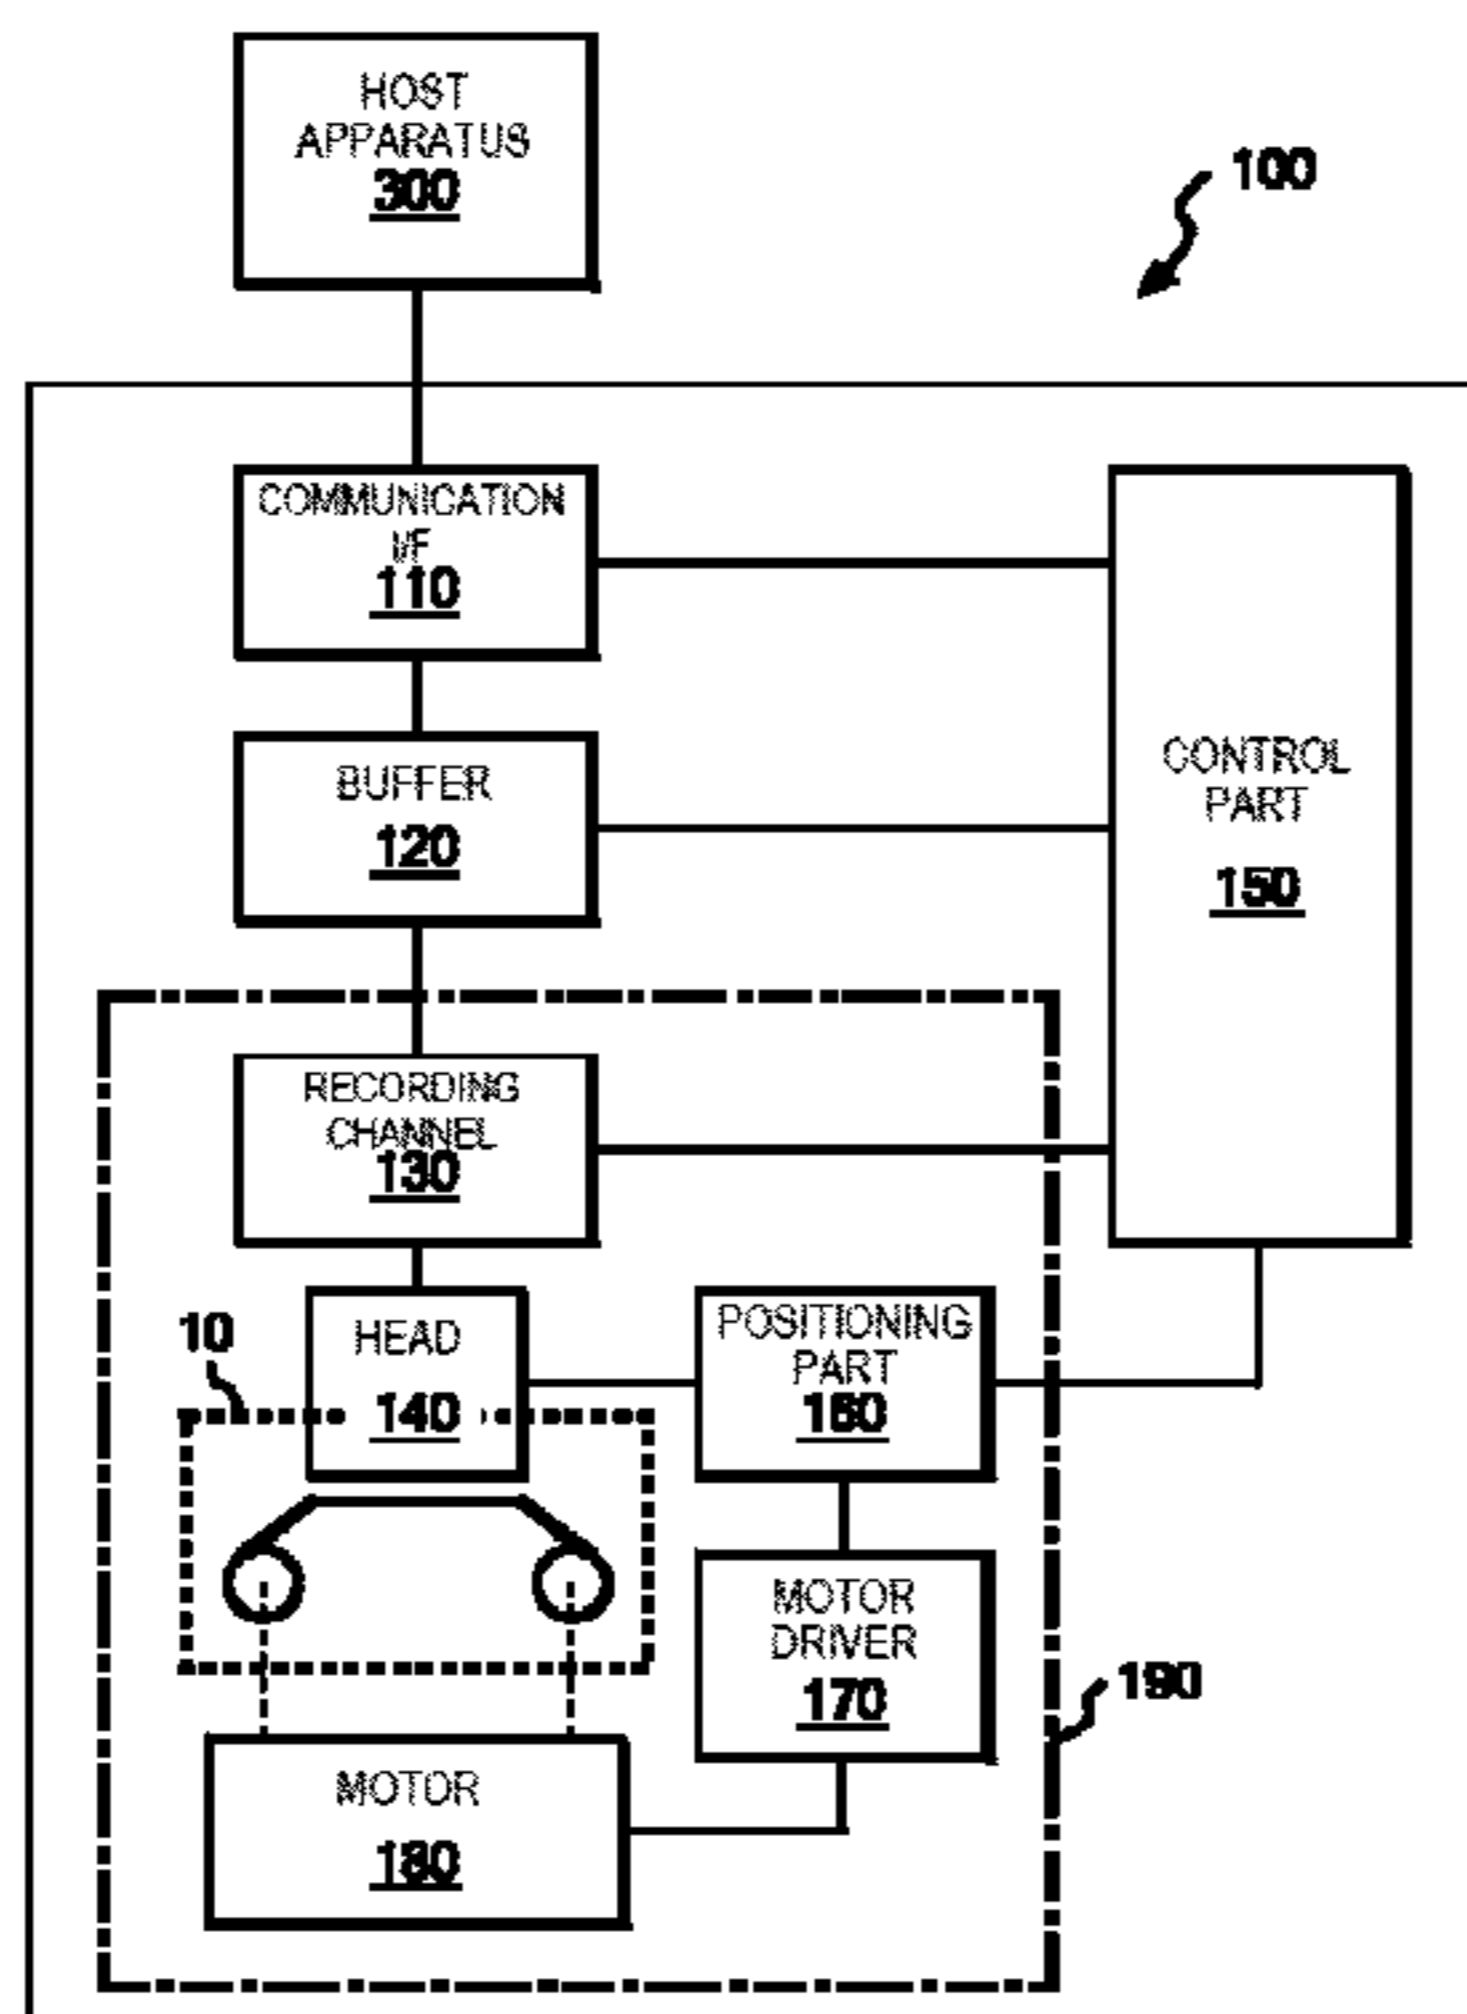 HOST
APPARATUS
300
100
COMMUNICATION
I/F
110
BUFFER
120
CONTROL
PART
150
RECORDING
CHANNEL
130
10
HEAD
140
POSITIONING
PART
160
MOTOR
DRIVER
170
190
MOTOR
180